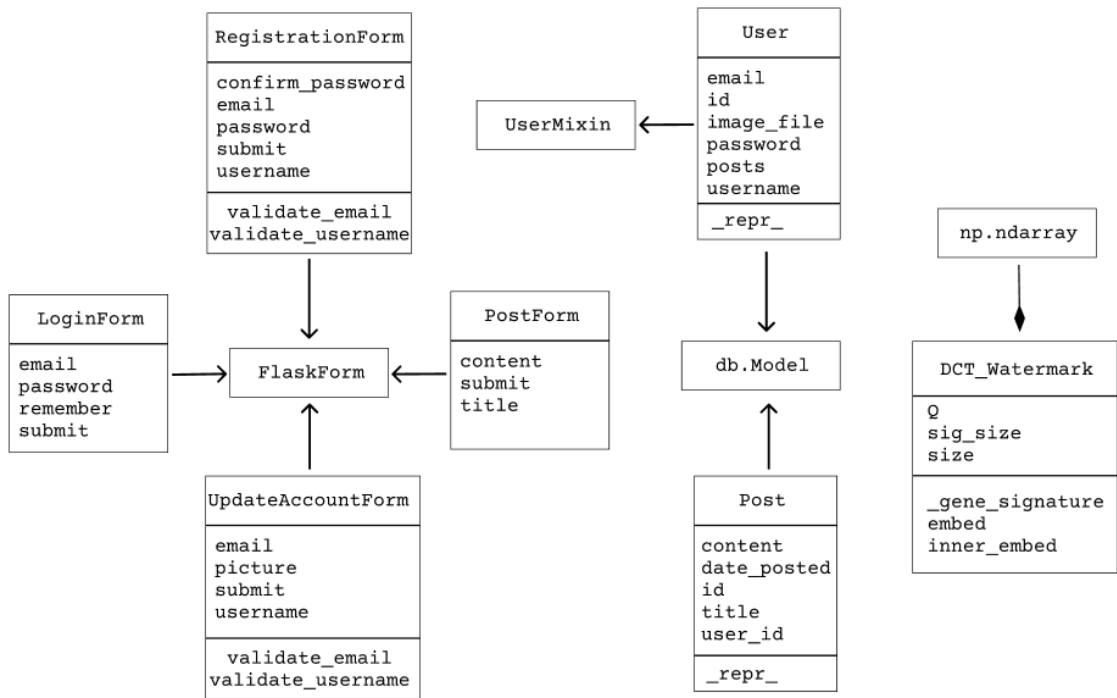 RegistrationForm
confirm_password
email
password
submit
username
validate_email
validate_username
User
email
id
image_file
password
posts
username
_repr_
UserMixin
np.ndarray
LoginForm
email
password
remember
submit
FlaskForm
PostForm
content
submit
title
db.Model
DCT_Watermark
Q
sig_size
size
_gene_signature
embed
inner_embed
UpdateAccountForm
email
picture
submit
username
validate_email
validate_username
Post
content
date_posted
id
title
user_id
_repr_